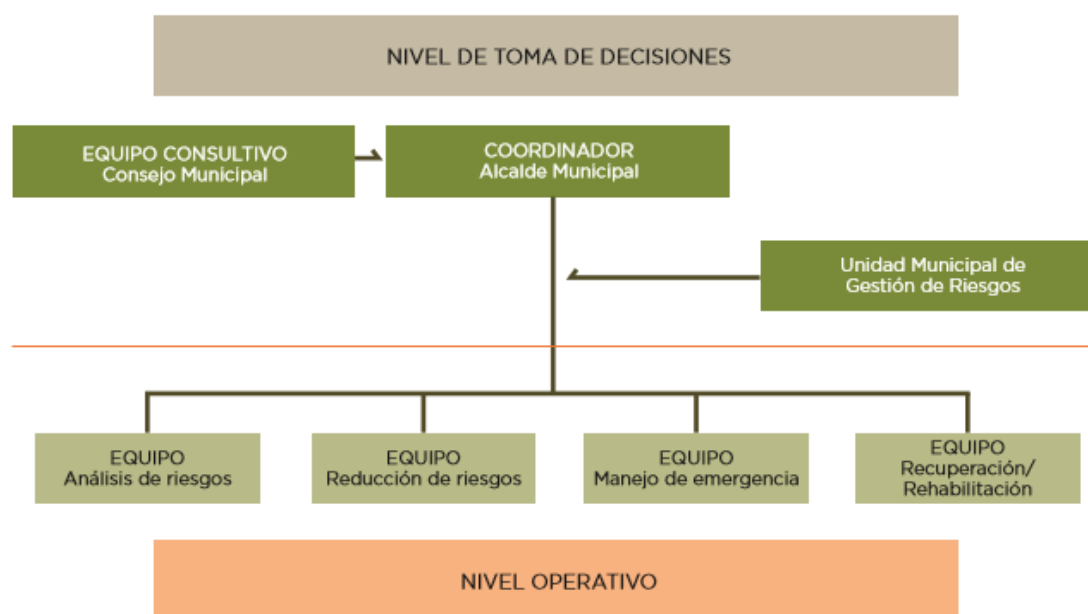 NIVEL DE TOMA DE DECISIONES
EQUIPO CONSULTIVO
Consejo Municipal
COORDINADOR
Alcalde Municipal
Unidad Municipal de
Gestión de Riesgos
EQUIPO
Análisis de riesgos
EQUIPO
Reducción de riesgos
EQUIPO
Manejo de emergencia
EQUIPO
Recuperación/
Rehabilitación
NIVEL OPERATIVO